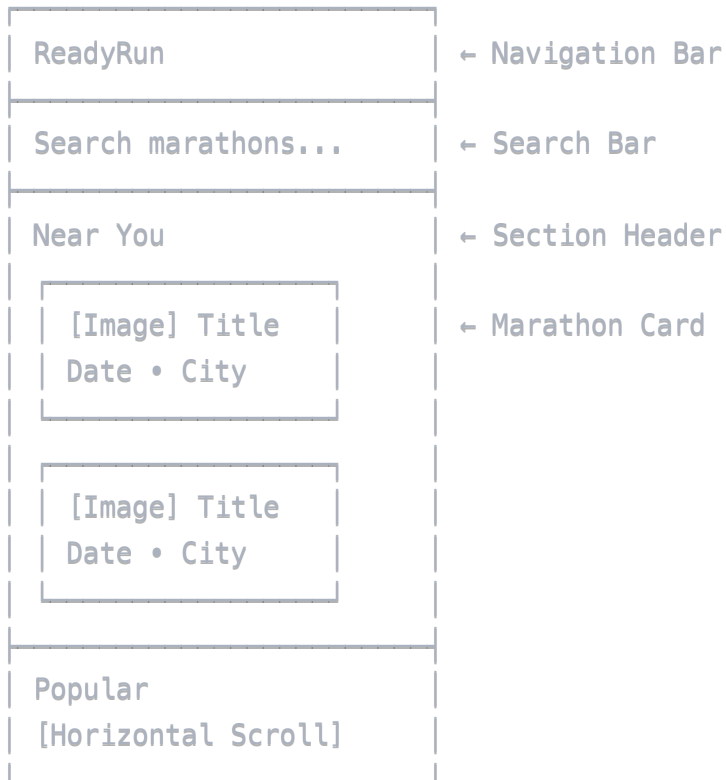 ReadyRun ← Navigation Bar
Search marathons... ← Search Bar
Near You ← Section Header
[Image] Title ← Marathon Card
Date • City
[Image] Title
Date • City
Popular
[Horizontal Scroll]